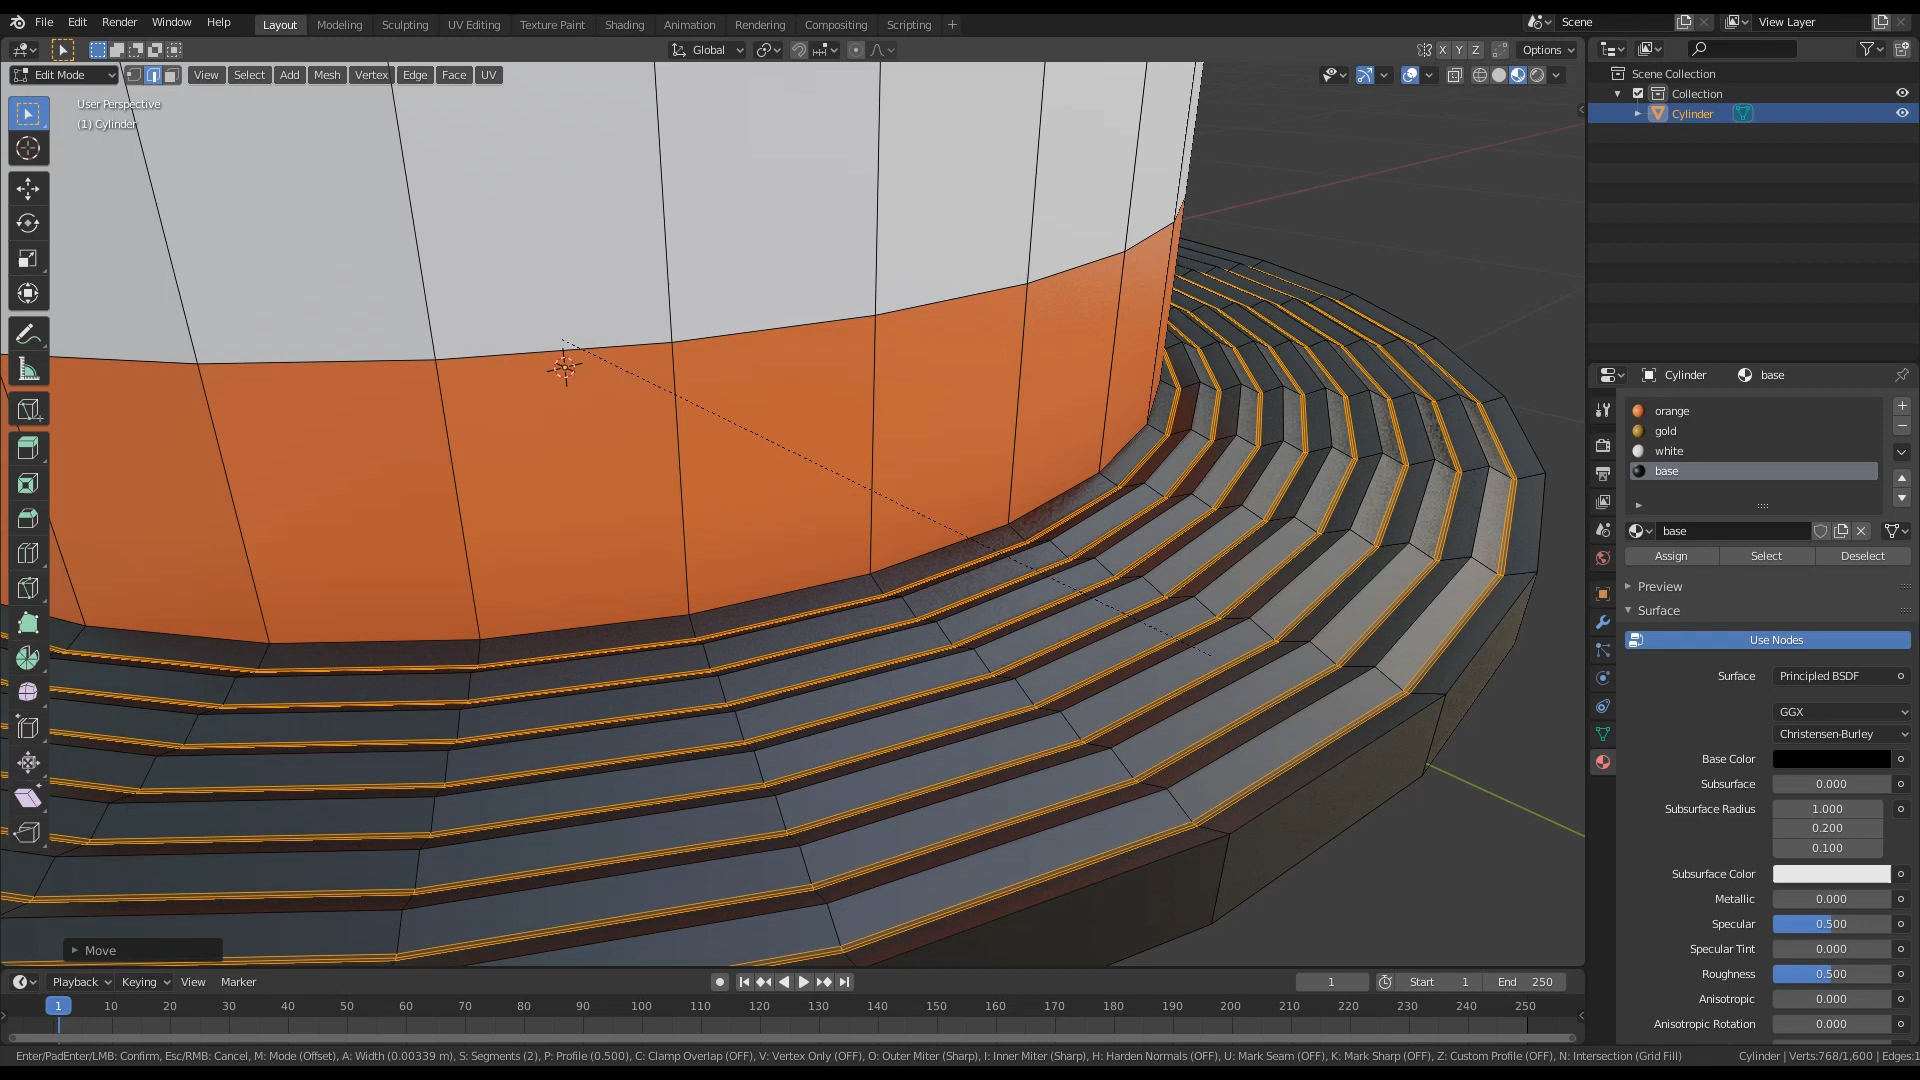 File Edit Render Window Help Layout Modeling Sculpting UV Editing Texture Paint Shading Animation Rendering Compositing Scripting + Scene View Layer
Global X Y Z Options
Edit Mode View Select Add Mesh Vertex Edge Face UV
User Perspective
(1) Cylinder
Scene Collection
Collection
Cylinder
Cylinder base
orange
gold
white
base
base
Assign Select Deselect
Preview
Surface
Use Nodes
Surface Principled BSDF
GGX
Christensen-Burley
Base Color
Subsurface 0.000
Subsurface Radius 1.000
0.200
0.100
Subsurface Color
Metallic 0.000
Specular 0.500
Specular Tint 0.000
Roughness 0.500
Anisotropic 0.000
Anisotropic Rotation 0.000
Move
Playback Keying View Marker 1 Start 1 End 250
1 10 20 30 40 50 60 70 80 90 100 110 120 130 140 150 160 170 180 190 200 210 220 230 240 250
Enter/PadEnter/LMB: Confirm, Esc/RMB: Cancel, M: Mode (Offset), A: Width (0.00339 m), S: Segments (2), P: Profile (0.500), C: Clamp Overlap (OFF), V: Vertex Only (OFF), O: Outer Miter (Sharp), I: Inner Miter (Sharp), H: Harden Normals (OFF), U: Mark Seam (OFF), K: Mark Sharp (OFF), Z: Custom Profile (OFF), N: Intersection (Grid Fill) Cylinder | Verts:768/1,600 | Edges:1